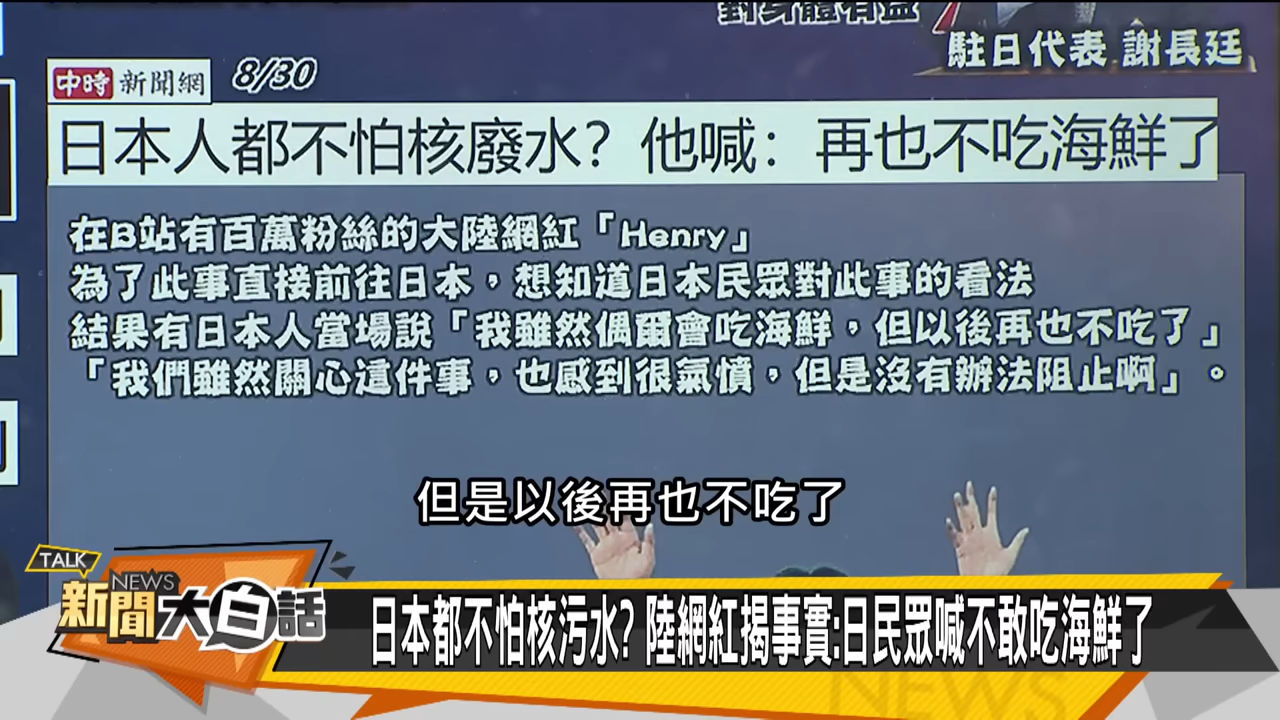 對身體有益
駐日代表 謝長廷
中時新聞網 8/30
日本人都不怕核廢水? 他喊: 再也不吃海鮮了
在B站有百萬粉絲的大陸網紅「Henry」
為了此事直接前往日本,想知道日本民眾對此事的看法
結果有日本人當場說「我雖然偶爾會吃海鮮,但以後再也不吃了」
「我們雖然關心這件事,也感到很氣憤,但是沒有辦法阻止啊」。
但是以後再也不吃了
TALK
NEWS
新聞大白話
日本都不怕核污水? 陸網紅揭事實:日民眾喊不敢吃海鮮了
NEWS